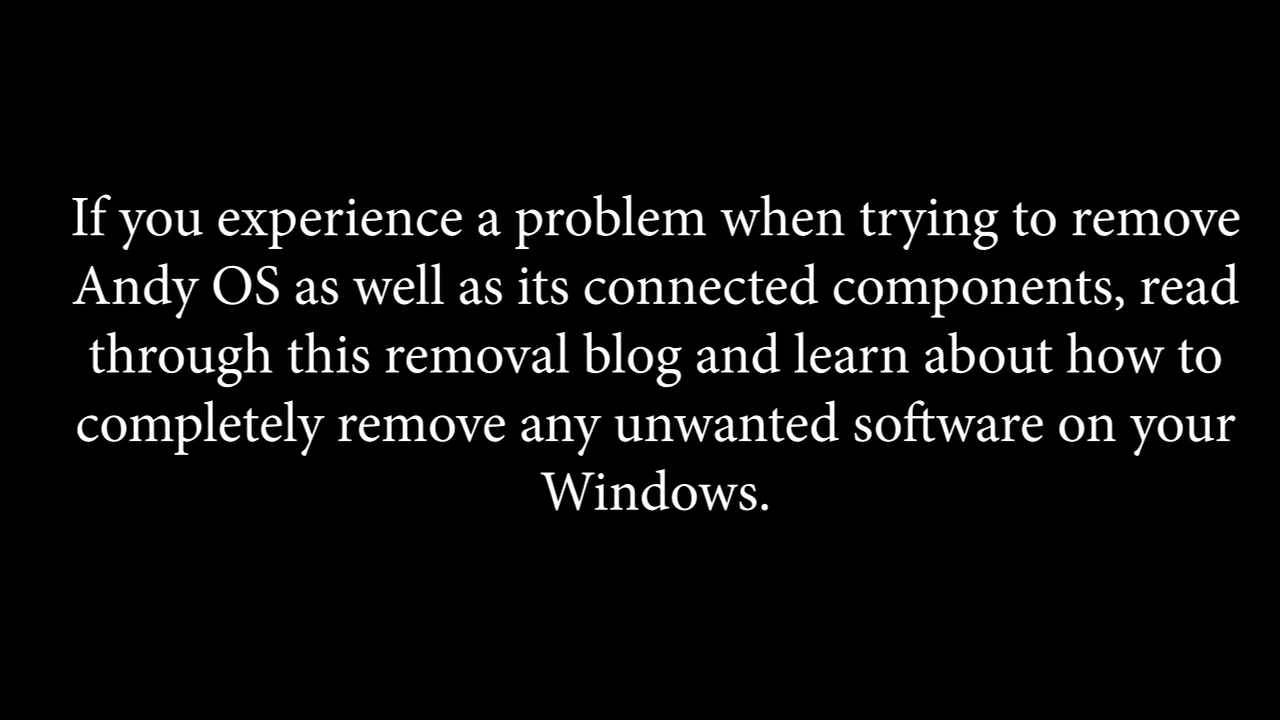 If you experience a problem when trying to remove
Andy OS as well as its connected components, read
through this removal blog and learn about how to
completely remove any unwanted software on your
Windows.